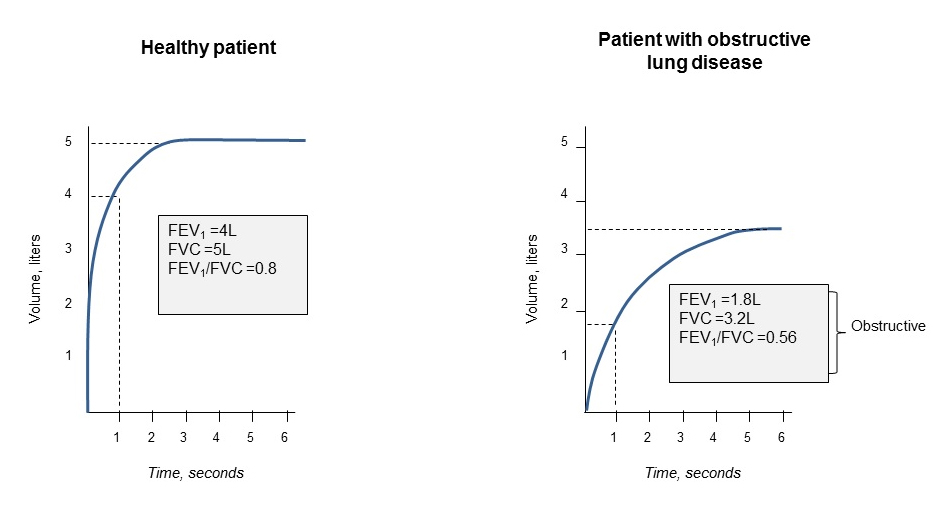 Healthy patient
5
4
3
2
1
Volume, liters
FEV₁ =4L
FVC =5L
FEV₁/FVC =0.8
1 2 3 4 5 6
Time, seconds
Patient with obstructive
lung disease
5
4
3
2
1
Volume, liters
FEV₁ =1.8L
FVC =3.2L
FEV₁/FVC =0.56
Obstructive
1 2 3 4 5 6
Time, seconds